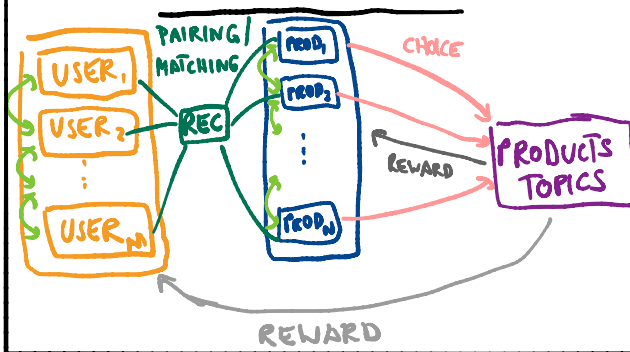 PAIRING/
MATCHING
USER1
USER2
USERM
REC
PROD1
PROD2
PRODN
CHOICE
REWARD
PRODUCTS
TOPICS
REWARD